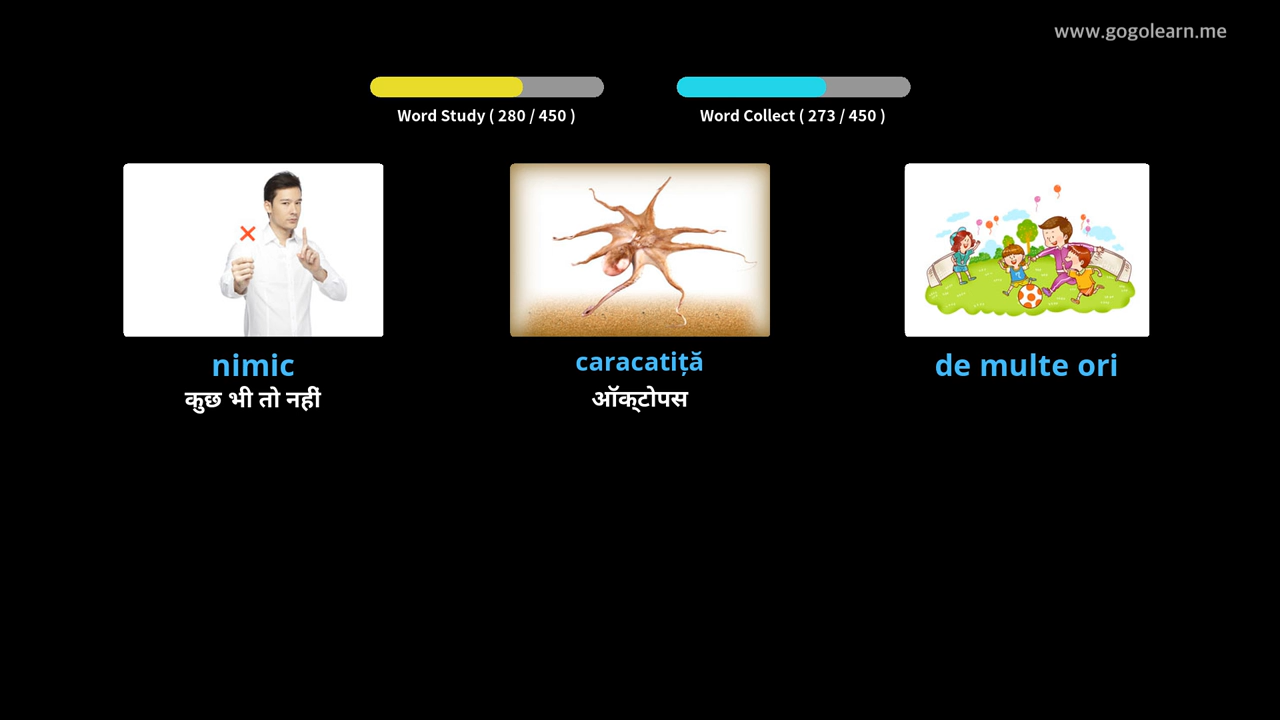 www.gogolearn.me
Word Study ( 280 / 450 )
Word Collect ( 273 / 450 )
nimic
कुछ भी तो नहीं
caracatiță
ऑक्टोपस
de multe ori